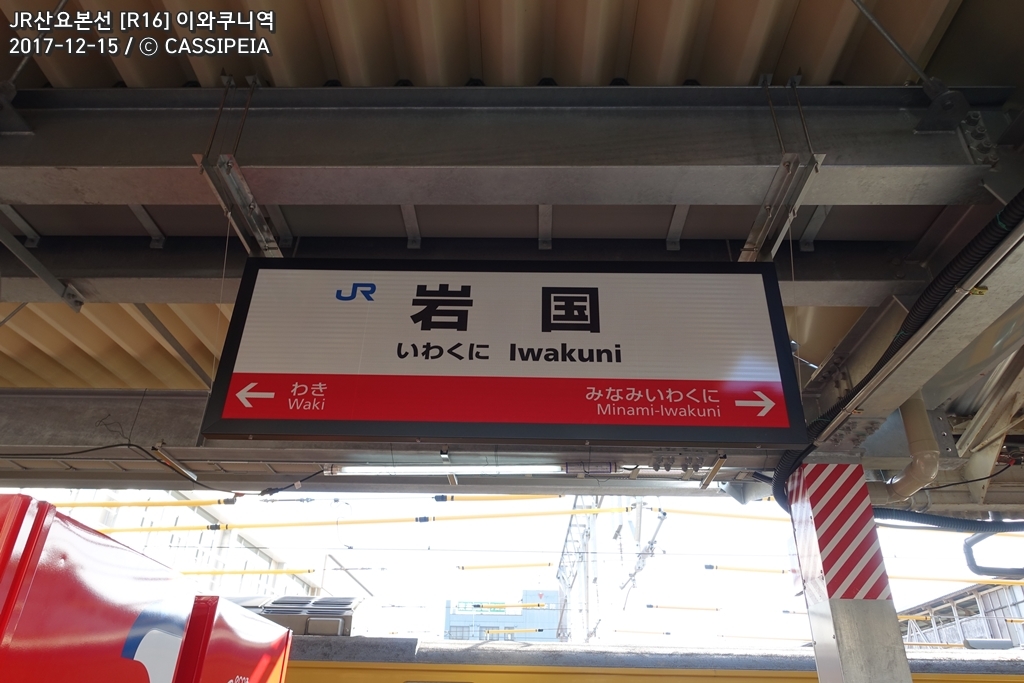 JR산요본선 [R16] 이와쿠니역
2017-12-15 / ⓒ CASSIPEIA
JR 岩国
いわくに Iwakuni
← わき みなみいわくに →
Waki Minami-Iwakuni